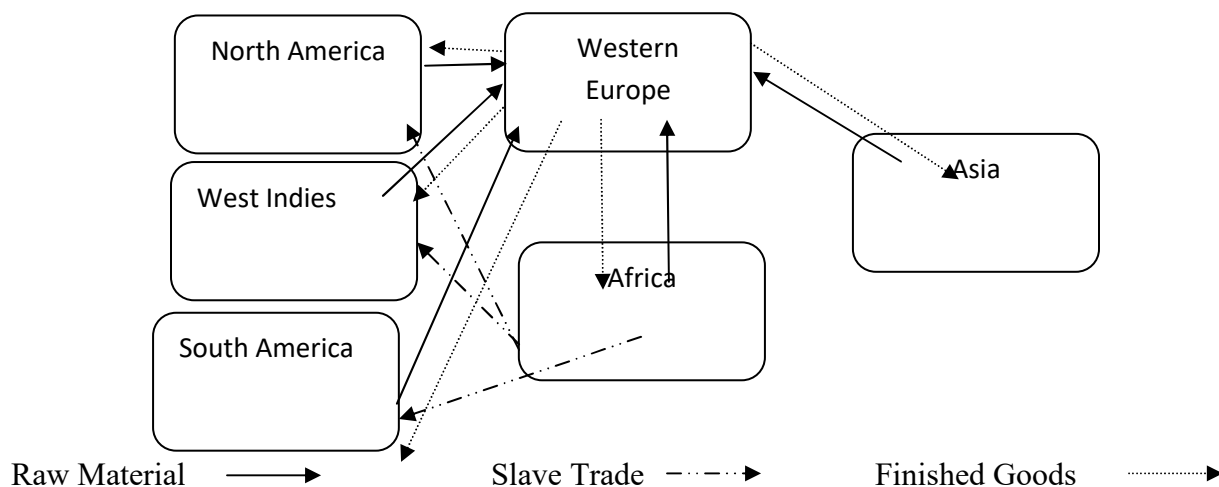 North America
Western
Europe
Asia
West Indies
Africa
South America
Raw Material
Slave Trade
Finished Goods